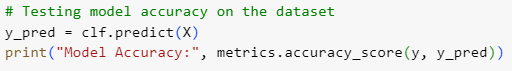 # Testing model accuracy on the dataset
y_pred = clf.predict(X)
print("Model Accuracy:", metrics.accuracy_score(y, y_pred))